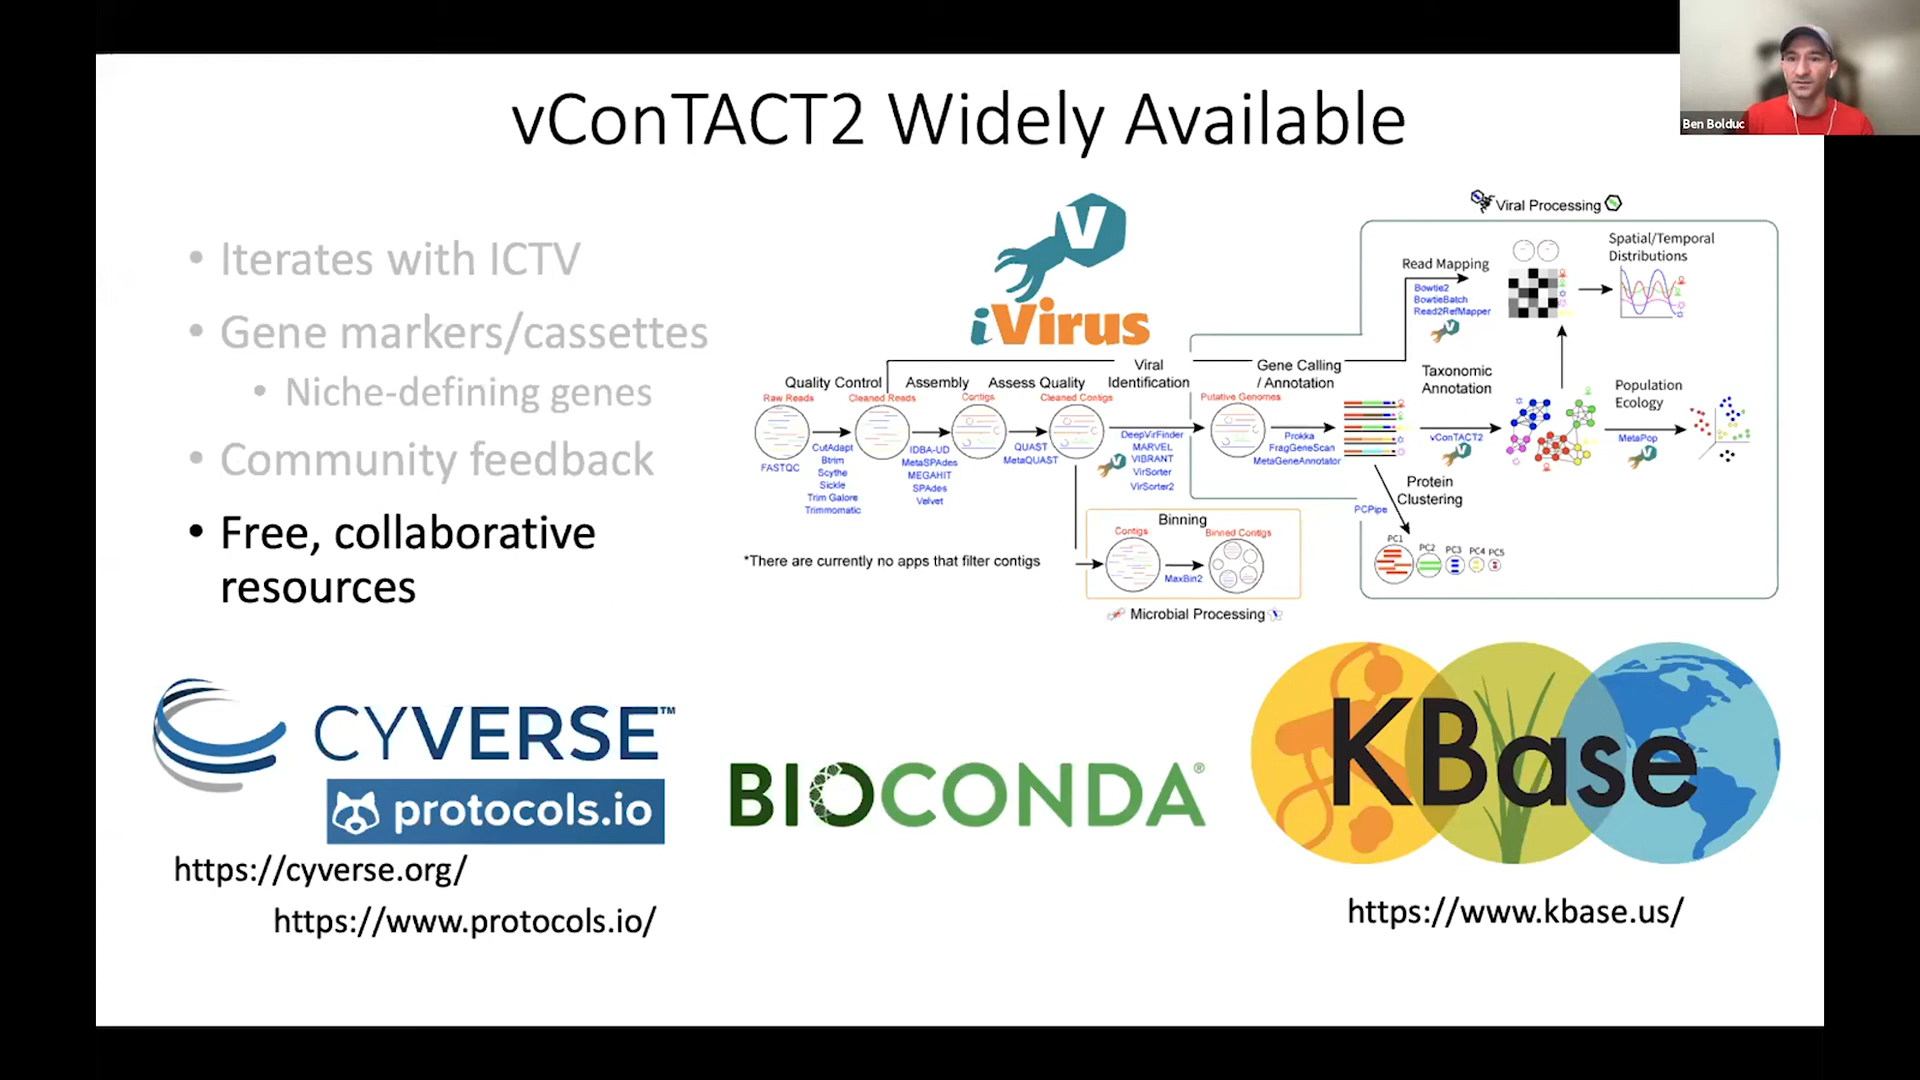 vConTACT2 Widely Available
Ben Bolduc
• Iterates with ICTV
• Gene markers/cassettes
• Niche-defining genes
• Community feedback
• Free, collaborative
resources
V
iVirus
Viral Processing
Read Mapping
Bowtie2
BowtieBatch
Read2RefMapper
Spatial/Temporal
Distributions
Quality Control
Assembly
Assess Quality
Viral
Identification
Gene Calling
/ Annotation
Taxonomic
Annotation
Population
Ecology
Raw Reads
Cleaned Reads
Contigs
Cleaned Contigs
Putative Genomes
FASTQC
CutAdapt
Btrim
Scythe
Sickle
Trim Galore
Trimmomatic
IDBA-UD
MetaSPAdes
MEGAHIT
SPAdes
Velvet
QUAST
MetaQUAST
DeepVirFinder
MARVEL
VIBRANT
VirSorter
VirSorter2
Prokka
FragGeneScan
MetaGeneAnnotator
vConTACT2
MetaPop
Protein
Clustering
PCPipe
PC1
PC2
PC3
PC4
PC5
Binning
Contigs
Binned Contigs
MaxBin2
*There are currently no apps that filter contigs
Microbial Processing
CYVERSE™
protocols.io
https://cyverse.org/
https://www.protocols.io/
BIOCONDA®
KBase
https://www.kbase.us/